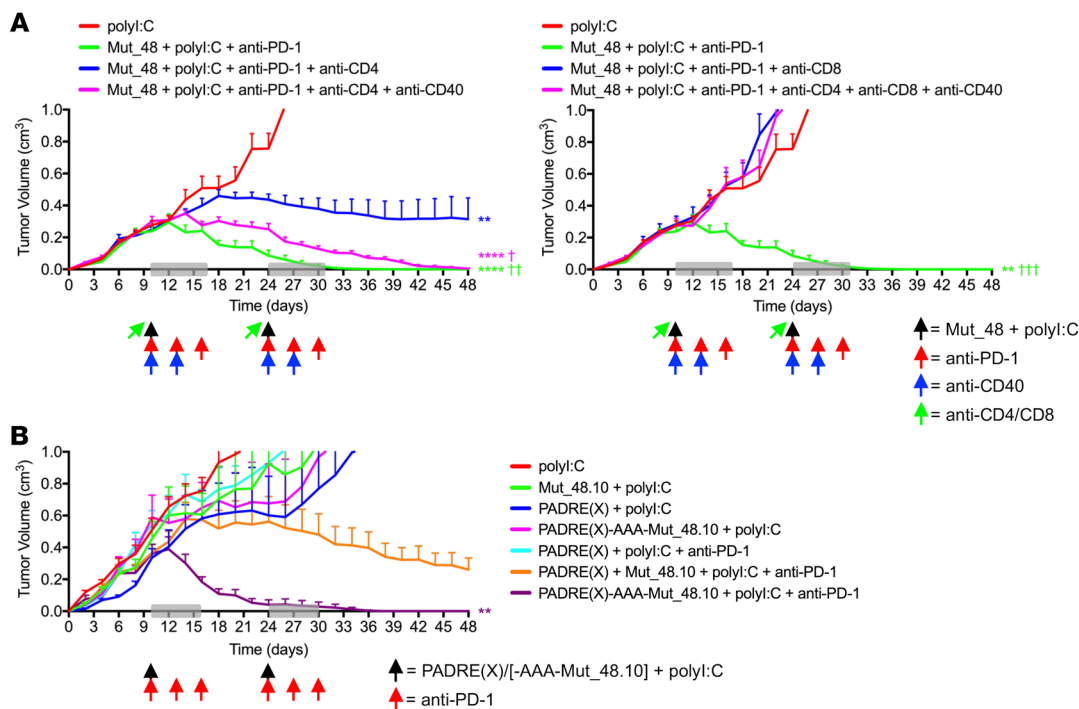 A
polyI:C
Mut_48 + polyI:C + anti-PD-1
Mut_48 + polyI:C + anti-PD-1 + anti-CD4
Mut_48 + polyI:C + anti-PD-1 + anti-CD4 + anti-CD40
Tumor Volume (cm³)
1.0
0.8
0.6
0.4
0.2
0
**
**** †
**** ††
0 3 6 9 12 15 18 21 24 27 30 33 36 39 42 45 48
Time (days)
polyI:C
Mut_48 + polyI:C + anti-PD-1
Mut_48 + polyI:C + anti-PD-1 + anti-CD8
Mut_48 + polyI:C + anti-PD-1 + anti-CD4 + anti-CD8 + anti-CD40
Tumor Volume (cm³)
1.0
0.8
0.6
0.4
0.2
0
** †††
0 3 6 9 12 15 18 21 24 27 30 33 36 39 42 45 48
Time (days)
= Mut_48 + polyI:C
= anti-PD-1
= anti-CD40
= anti-CD4/CD8
B
Tumor Volume (cm³)
1.0
0.8
0.6
0.4
0.2
0
**
0 3 6 9 12 15 18 21 24 27 30 33 36 39 42 45 48
Time (days)
polyI:C
Mut_48.10 + polyI:C
PADRE(X) + polyI:C
PADRE(X)-AAA-Mut_48.10 + polyI:C
PADRE(X) + polyI:C + anti-PD-1
PADRE(X) + Mut_48.10 + polyI:C + anti-PD-1
PADRE(X)-AAA-Mut_48.10 + polyI:C + anti-PD-1
= PADRE(X)/[-AAA-Mut_48.10] + polyI:C
= anti-PD-1